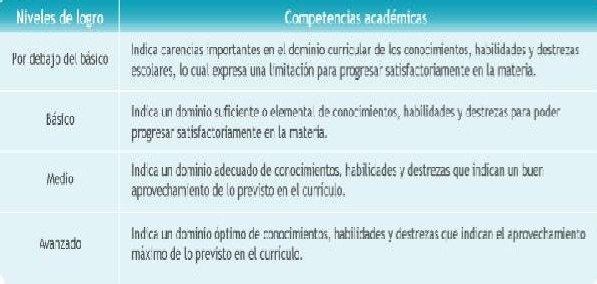 Niveles de logro
Competencias académicas
Por debajo del básico
Indica carencias importantes en el dominio curricular de los conocimientos, habilidades y destrezas
escolares, lo cual expresa una limitación para progresar satisfactoriamente en la materia.
Básico
Indica un dominio suficiente o elemental de conocimientos, habilidades y destrezas para poder
progresar satisfactoriamente en la materia.
Medio
Indica un dominio adecuado de conocimientos, habilidades y destrezas que indican un buen
aprovechamiento de lo previsto en el currículo.
Avanzado
Indica un dominio óptimo de conocimientos, habilidades y destrezas que indican el aprovechamiento
máximo de lo previsto en el currículo.